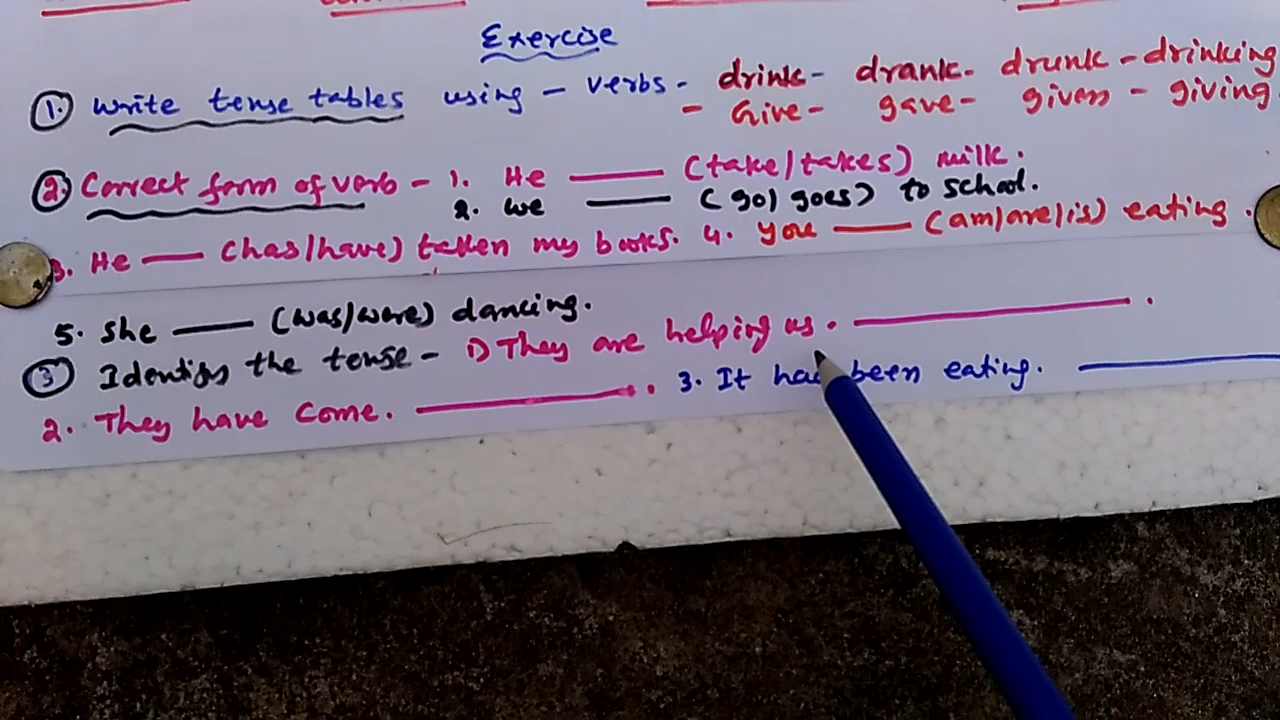 Exercise
1. Write tense tables using - verbs - drink - drank - drunk - drinking
- Give - gave - given - giving
2. Correct form of verb - 1. He ____ (take/takes) milk.
2. we ____ (go/goes) to school.
3. He ____ (has/have) taken my books. 4. you ____ (am/are/is) eating.
5. she ____ (was/were) dancing.
3 Identify the tense - 1) They are helping us. ____.
2. They have come. ____. 3. It had been eating. ____